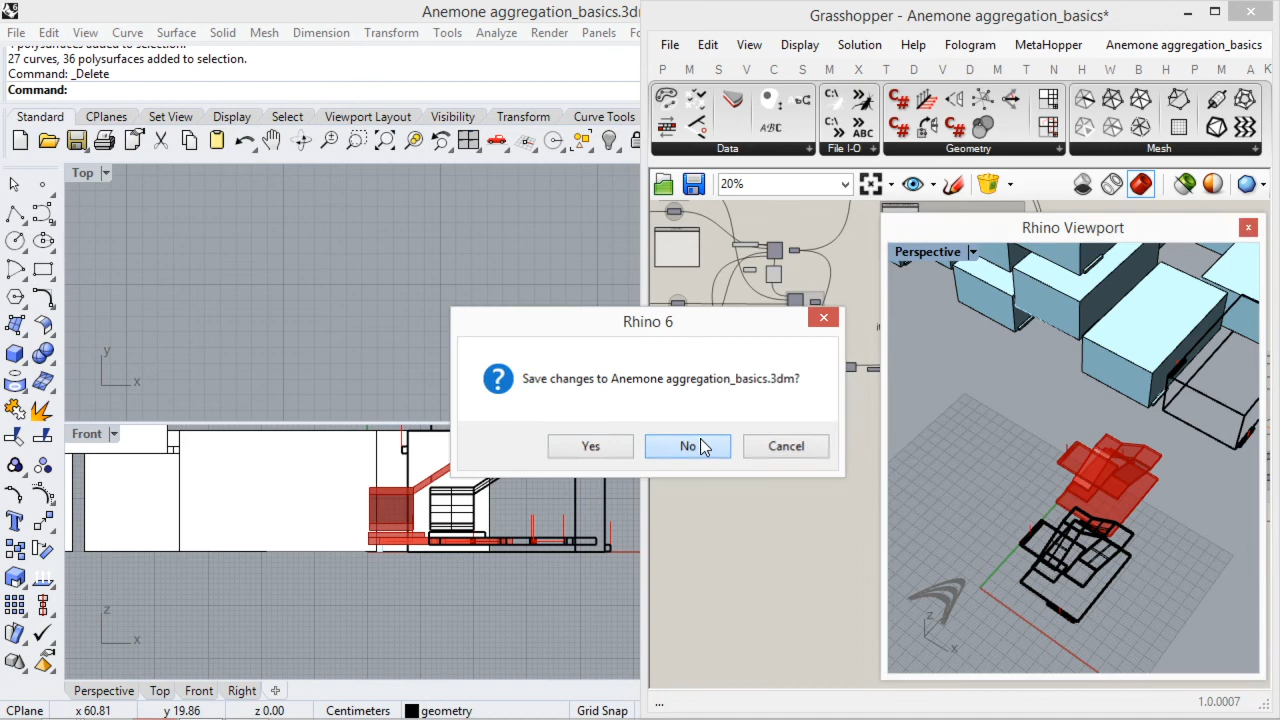 Anemone aggregation_basics.3dm
Grasshopper - Anemone aggregation_basics*
File Edit View Curve Surface Solid Mesh Dimension Transform Tools Analyze Render Panels
File Edit View Display Solution Help Fologram MetaHopper Anemone aggregation_basics
polysurfaces added to selection.
27 curves, 36 polysurfaces added to selection.
Command: _Delete
Command:
P M S V C S M X T D V D M T N H W B H P M A K
Standard CPlanes Set View Display Select Viewport Layout Visibility Transform Curve Tools
Data File I-O Geometry Mesh
20%
Top
Rhino Viewport
Perspective
y
x
Rhino 6
Save changes to Anemone aggregation_basics.3dm?
Yes No Cancel
Front
z
x
z
x
Perspective Top Front Right
CPlane x 60.81 y 19.86 z 0.00 Centimeters geometry Grid Snap
... 1.0.0007